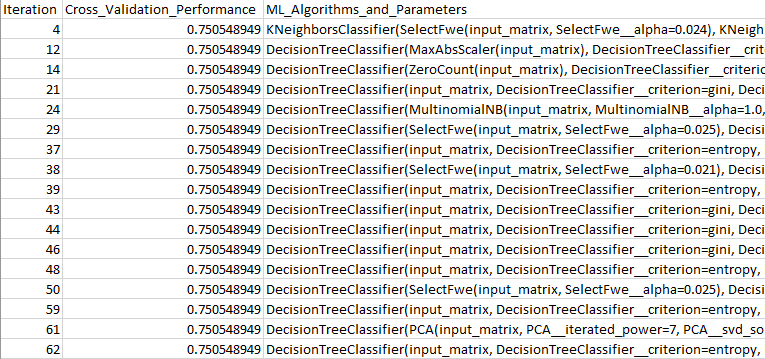 Iteration Cross_Validation_Performance ML_Algorithms_and_Parameters
4 0.750548949 KNeighborsClassifier(SelectFwe(input_matrix, SelectFwe__alpha=0.024), KNeigh
12 0.750548949 DecisionTreeClassifier(MaxAbsScaler(input_matrix), DecisionTreeClassifier__crite
14 0.750548949 DecisionTreeClassifier(ZeroCount(input_matrix), DecisionTreeClassifier__criterio
21 0.750548949 DecisionTreeClassifier(input_matrix, DecisionTreeClassifier__criterion=gini, Deci
24 0.750548949 DecisionTreeClassifier(MultinomialNB(input_matrix, MultinomialNB__alpha=1.0,
29 0.750548949 DecisionTreeClassifier(SelectFwe(input_matrix, SelectFwe__alpha=0.025), Decisi
37 0.750548949 DecisionTreeClassifier(input_matrix, DecisionTreeClassifier__criterion=entropy,
38 0.750548949 DecisionTreeClassifier(SelectFwe(input_matrix, SelectFwe__alpha=0.021), Decisi
39 0.750548949 DecisionTreeClassifier(input_matrix, DecisionTreeClassifier__criterion=entropy,
43 0.750548949 DecisionTreeClassifier(input_matrix, DecisionTreeClassifier__criterion=gini, Deci
44 0.750548949 DecisionTreeClassifier(input_matrix, DecisionTreeClassifier__criterion=gini, Deci
46 0.750548949 DecisionTreeClassifier(input_matrix, DecisionTreeClassifier__criterion=gini, Deci
48 0.750548949 DecisionTreeClassifier(input_matrix, DecisionTreeClassifier__criterion=entropy,
50 0.750548949 DecisionTreeClassifier(SelectFwe(input_matrix, SelectFwe__alpha=0.025), Decisi
59 0.750548949 DecisionTreeClassifier(input_matrix, DecisionTreeClassifier__criterion=entropy,
61 0.750548949 DecisionTreeClassifier(PCA(input_matrix, PCA__iterated_power=7, PCA__svd_so
62 0.750548949 DecisionTreeClassifier(input_matrix, DecisionTreeClassifier__criterion=entropy,